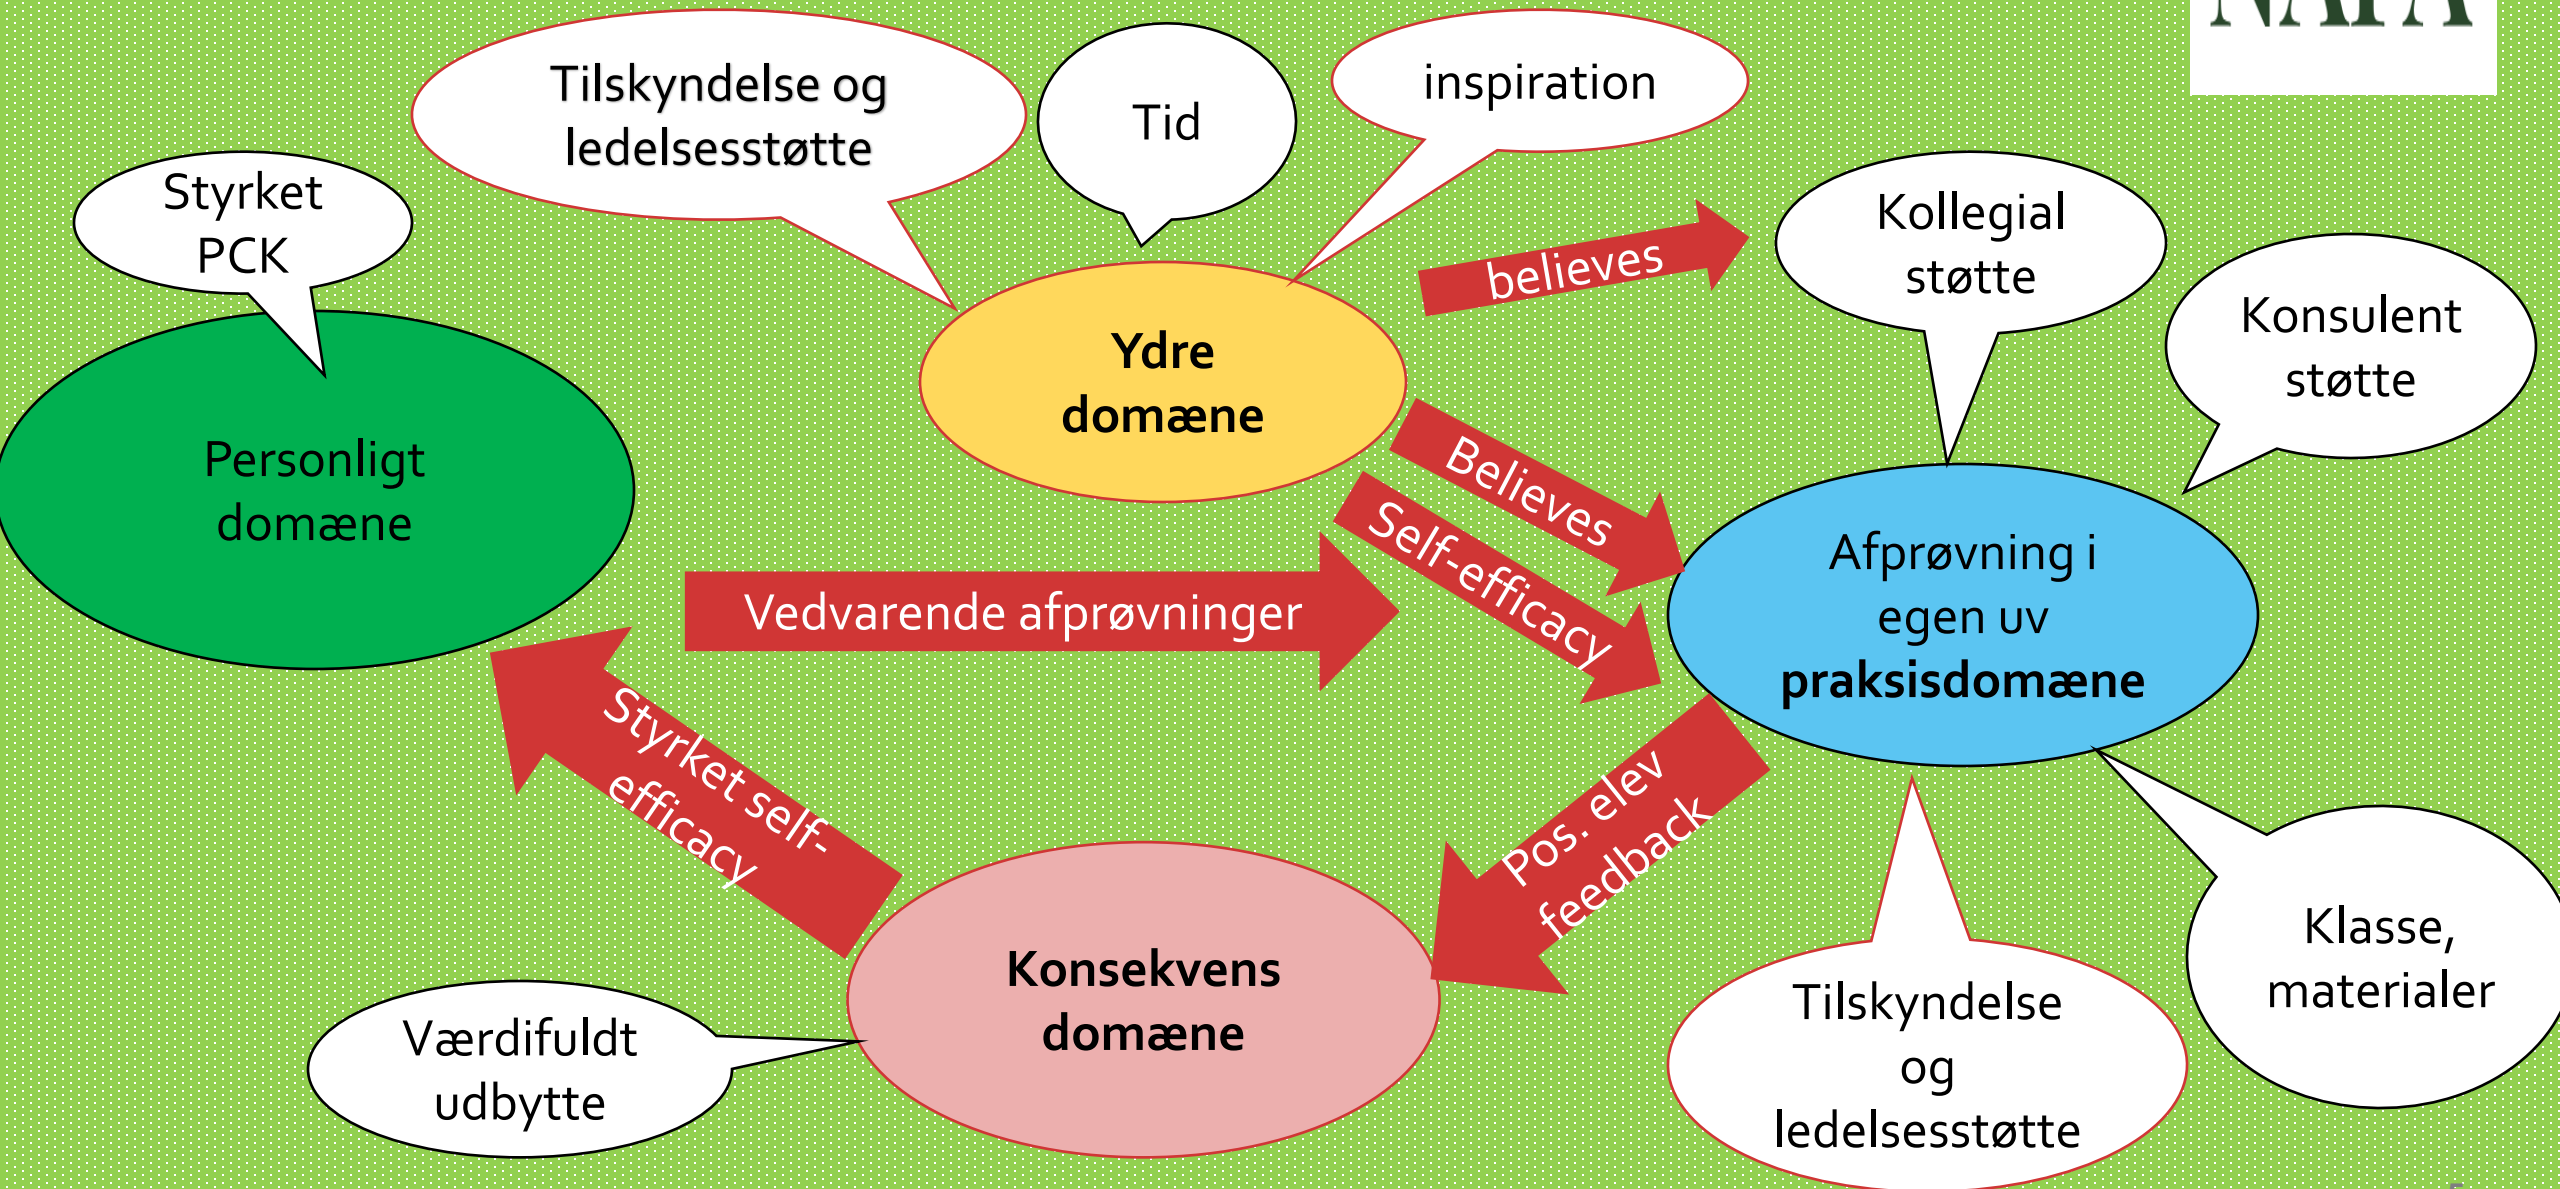 Tilskyndelse og
ledelsesstøtte
Tid
inspiration
Styrket
PCK
believes
Kollegial
støtte
Konsulent
støtte
Ydre
domæne
Personligt
domæne
Believes
Self-efficacy
Vedvarende afprøvninger
Afprøvning i
egen uv
praksisdomæne
Styrket self-
efficacy
Pos. elev
feedback
Konsekvens
domæne
Værdifuldt
udbytte
Tilskyndelse
og
ledelsesstøtte
Klasse,
materialer